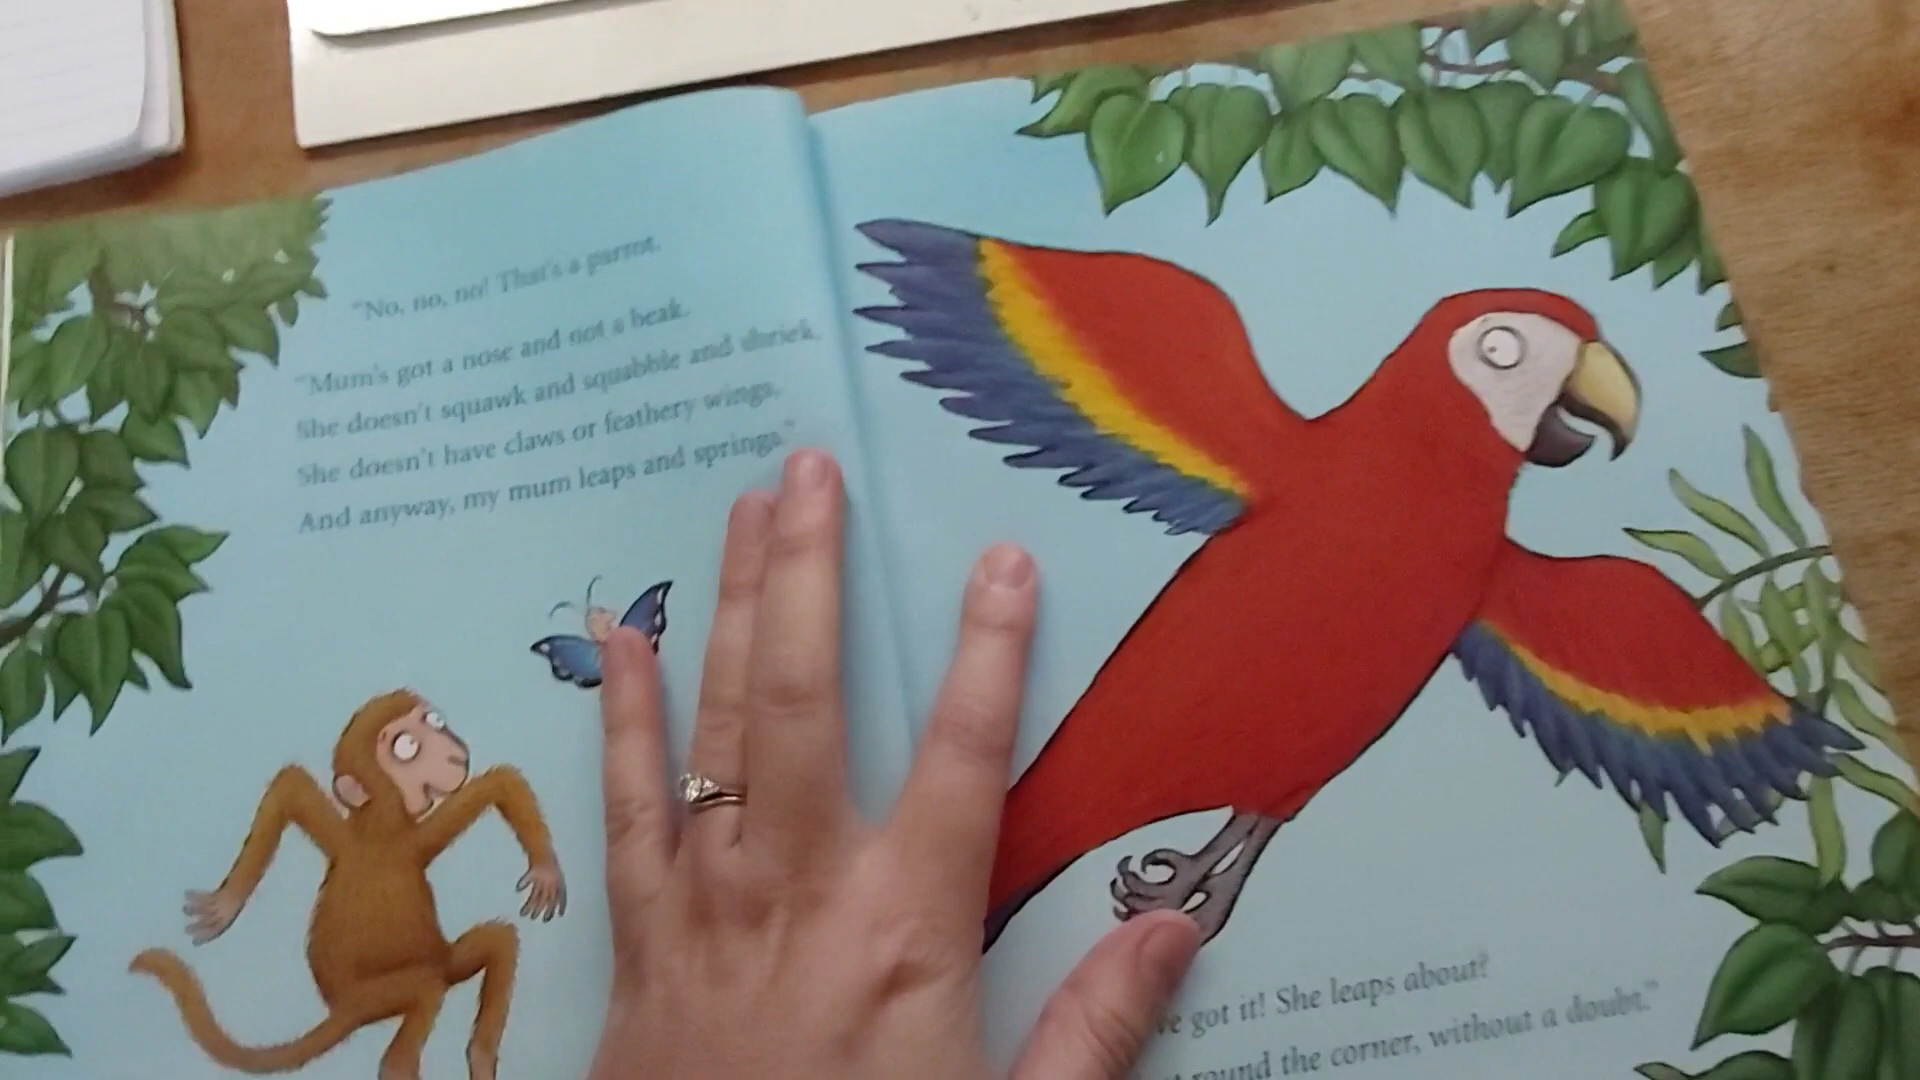 "No, no, no! That's a parrot.
"Mum's got a nose and not a beak.
She doesn't squawk and squabble and shriek.
She doesn't have claws or feathery wings.
And anyway, my mum leaps and springs."
got it! She leaps about?
round the corner, without a doubt."